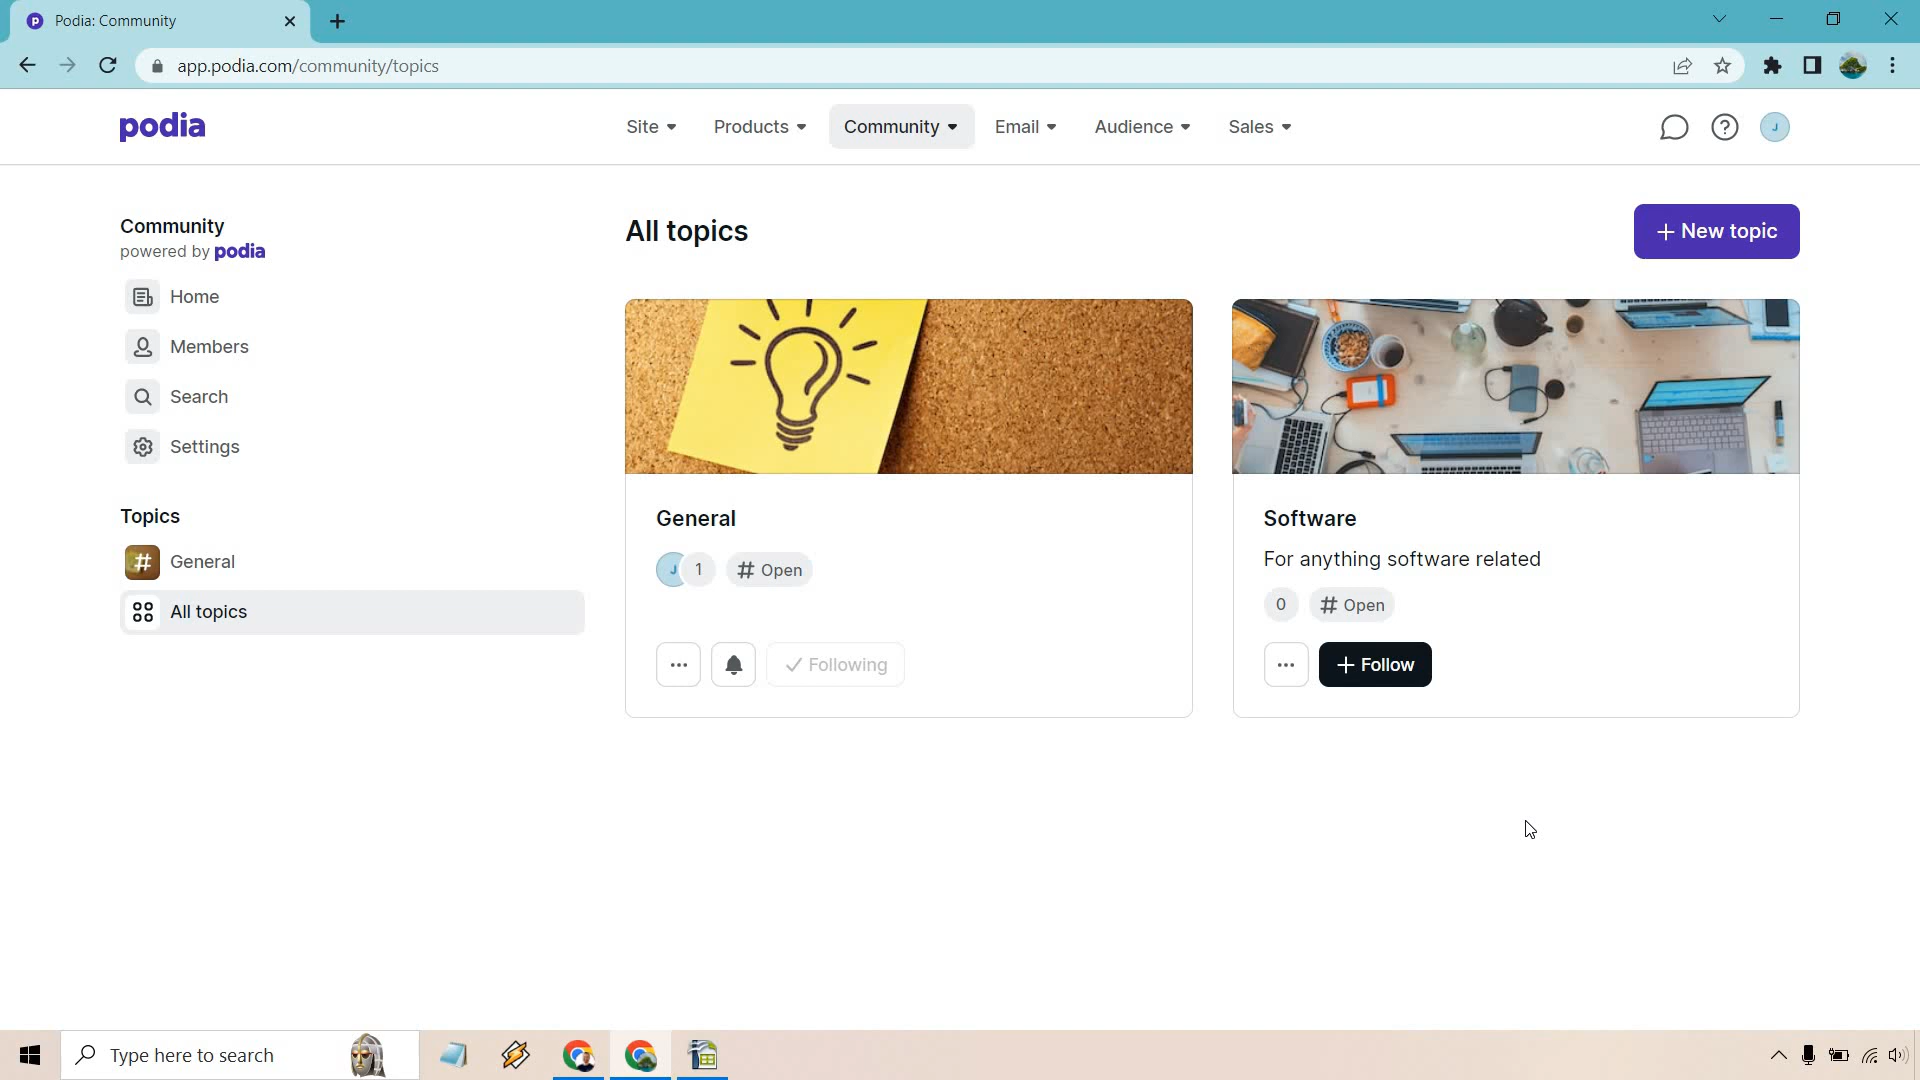 Podia: Community
app.podia.com/community/topics
podia
Site
Products
Community
Email
Audience
Sales
J
Community
powered by podia
Home
Members
Search
Settings
Topics
# General
All topics
All topics
+ New topic
General
J 1 # Open
Following
Software
For anything software related
0 # Open
+ Follow
Type here to search